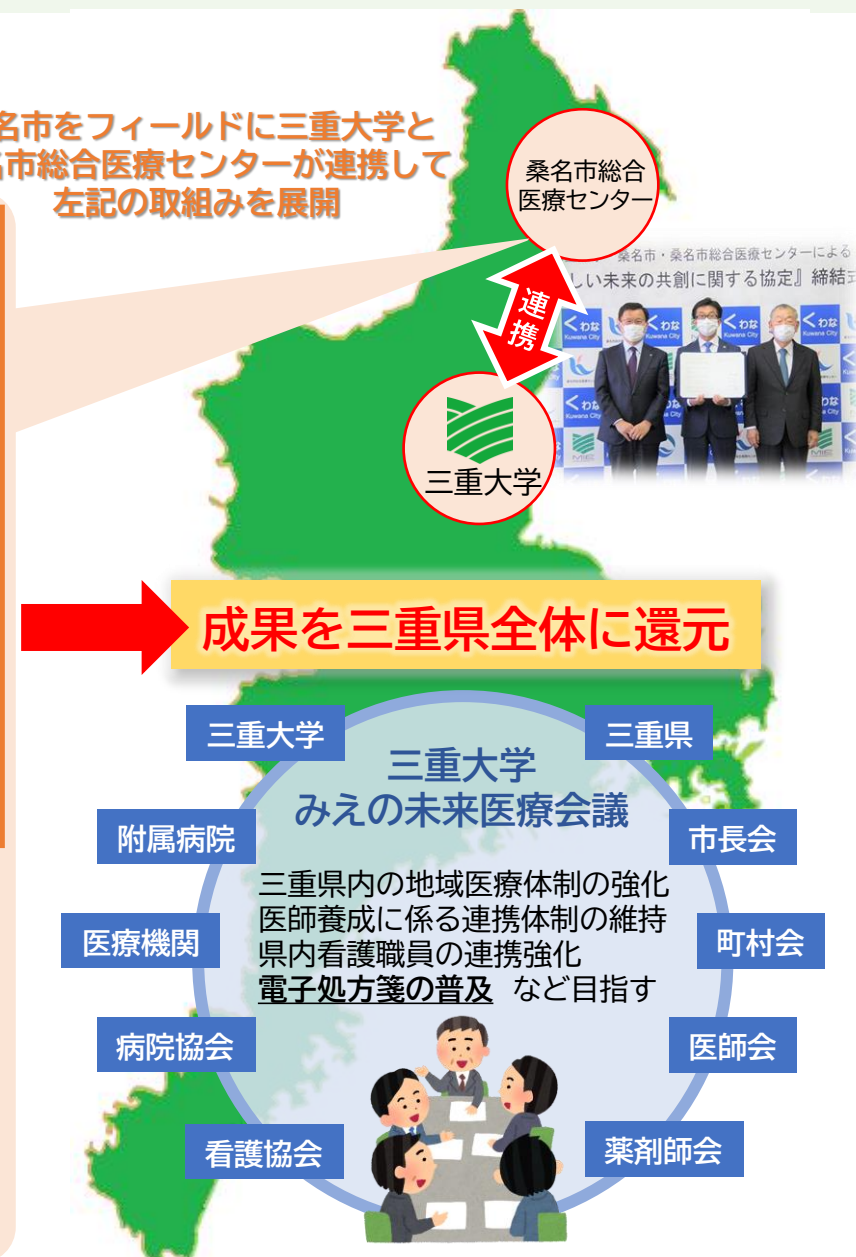 名市をフィールドに三重大学と
市総合医療センターが連携して
左記の取組みを展開
桑名市総合
医療センター
桑名市・桑名市総合医療センターによる
しい未来の共創に関する協定』締結式
連携
くわな
Kuwana City
三重大学
成果を三重県全体に還元
三重大学
三重県
附属病院
市長会
医療機関
町村会
病院協会
医師会
看護協会
薬剤師会
三重大学
みえの未来医療会議
三重県内の地域医療体制の強化
医師養成に係る連携体制の維持
県内看護職員の連携強化
電子処方箋の普及 など目指す